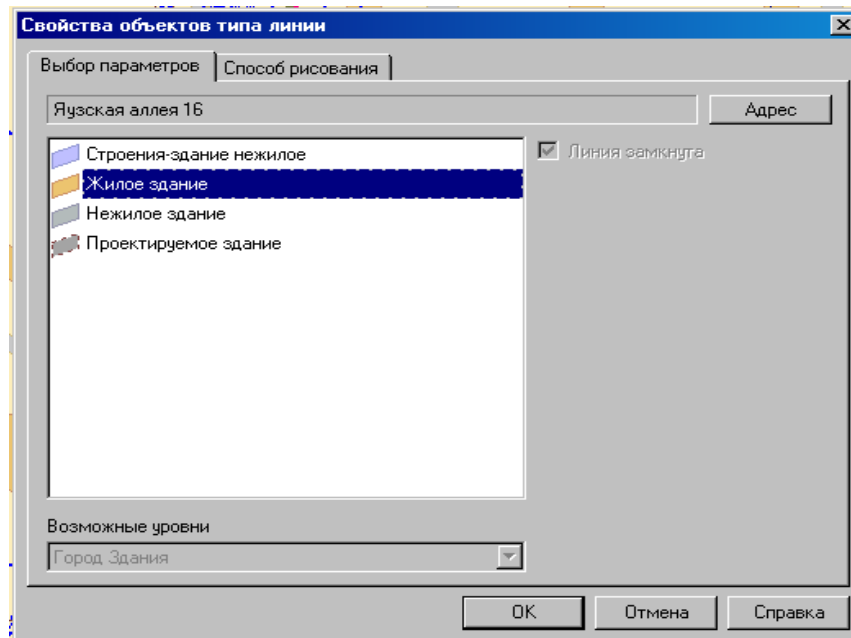 Свойства объектов типа линии
Выбор параметров
Способ рисования
Яузская аллея 16
Адрес
Строения-здание нежилое
Линия замкнута
Жилое здание
Нежилое здание
Проектируемое здание
Возможные уровни
Город Здания
OK
Отмена
Справка